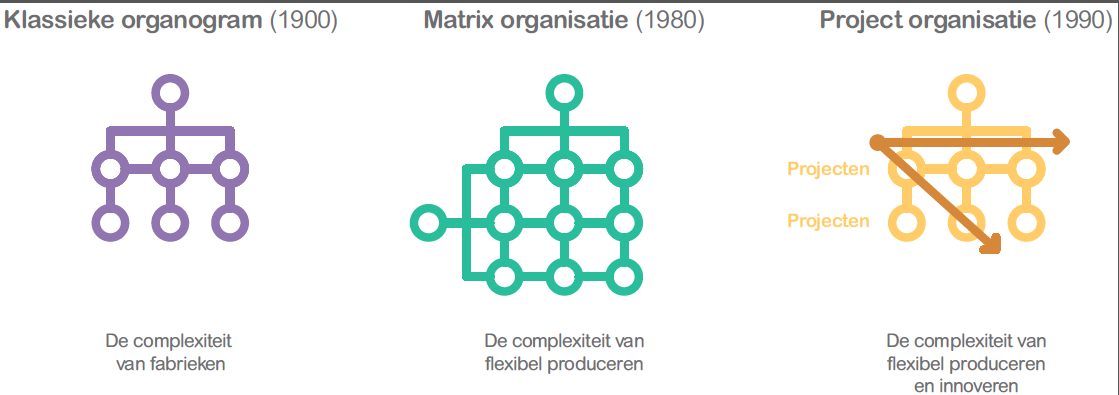 Klassieke organogram (1900)
Matrix organisatie (1980)
Project organisatie (1990)
Projecten
Projecten
De complexiteit
van fabrieken
De complexiteit van
flexibel produceren
De complexiteit van
flexibel produceren
en innoveren